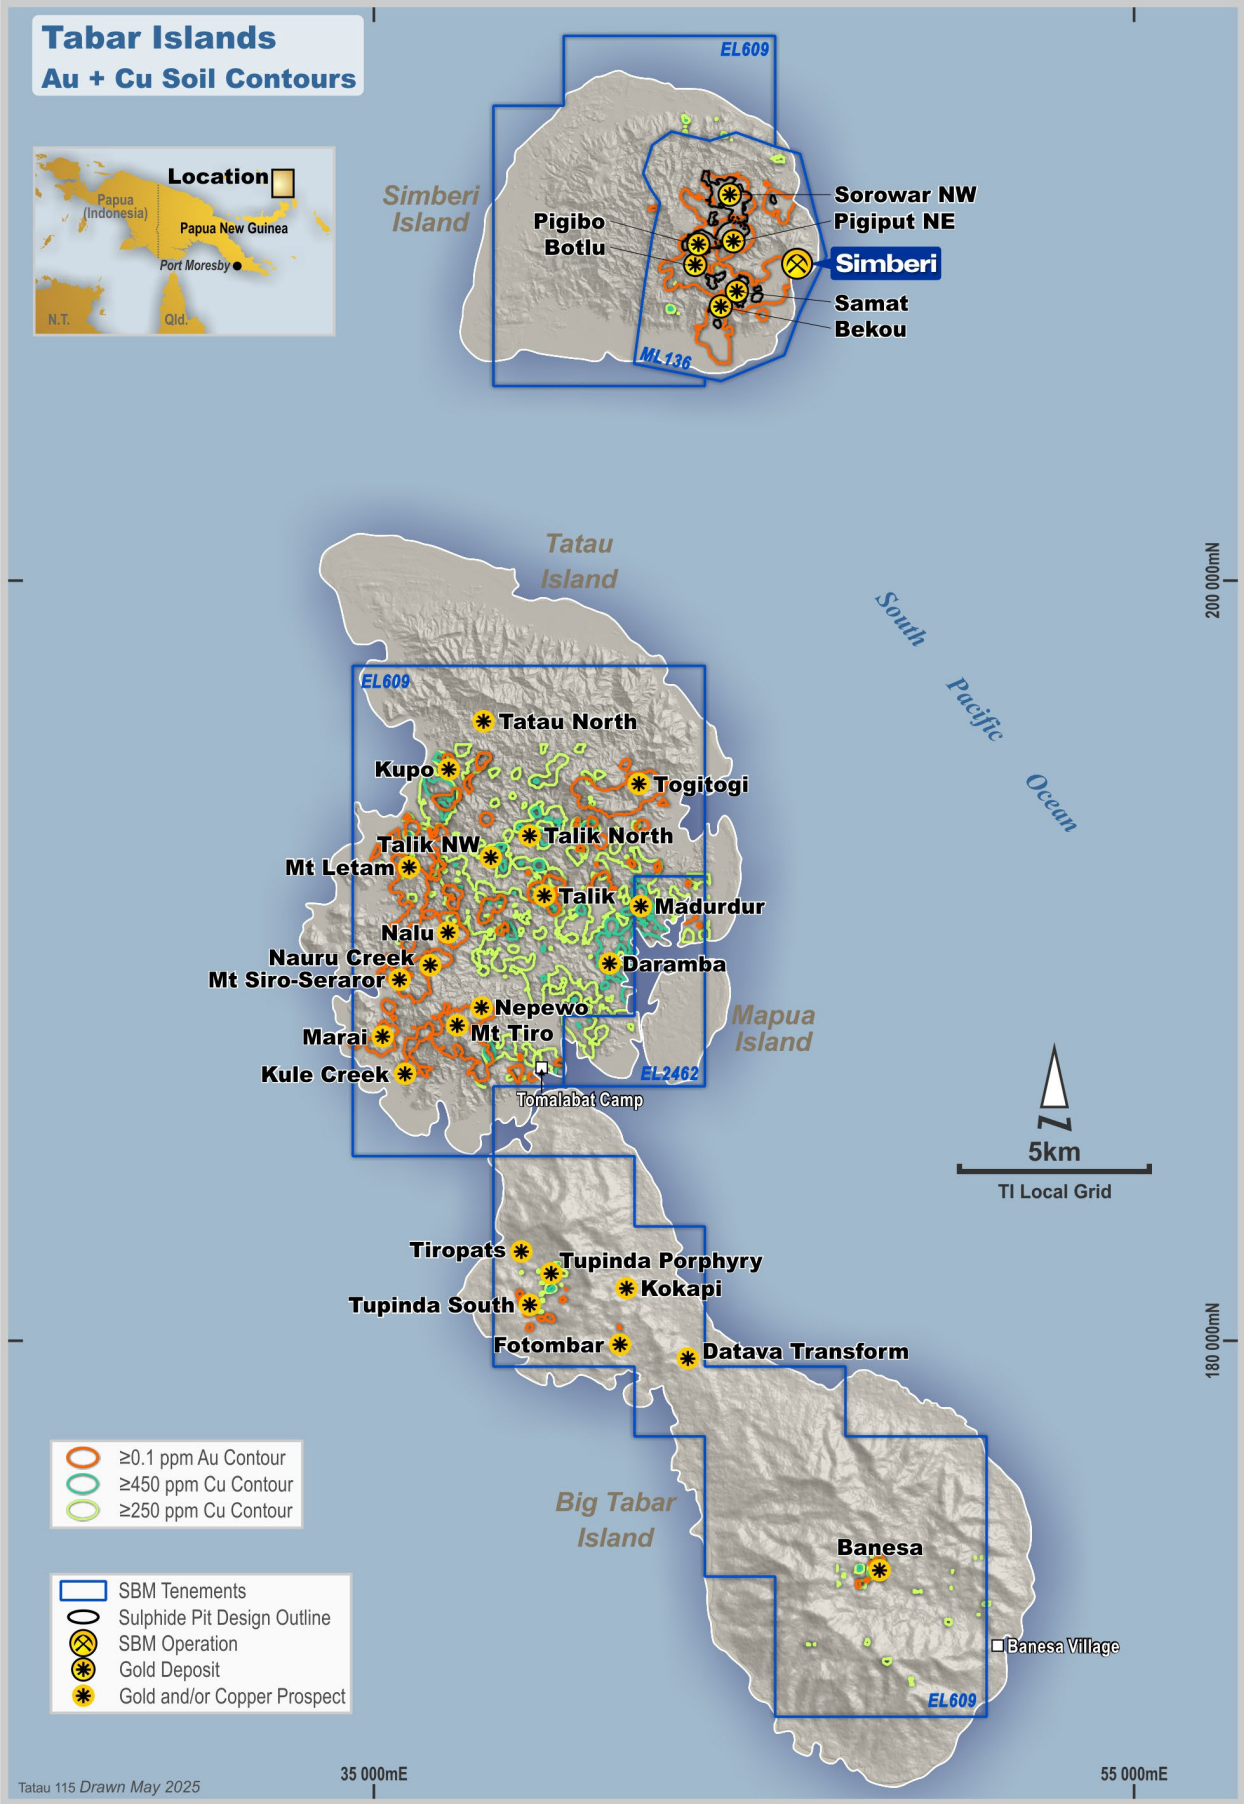 Tabar Islands
Au + Cu Soil Contours
Location
Papua
(Indonesia)
Papua New Guinea
Port Moresby
N.T.
Qld.
EL609
Simberi
Island
Sorowar NW
Pigibo
Pigiput NE
Botlu
Simberi
Samat
Bekou
ML136
Tatau
Island
200 000mN
South
Pacific
Ocean
EL609
Tatau North
Kupo
Togitogi
Talik North
Talik NW
Mt Letam
Talik
Madurdur
Nalu
Nauru Creek
Daramba
Mt Siro-Seraror
Nepewo
Mapua
Island
Marai
Mt Tiro
Kule Creek
EL2462
Tomalabat Camp
N
5km
TI Local Grid
Tiropats
Tupinda Porphyry
Kokapi
Tupinda South
Fotombar
Datava Transform
180 000mN
≥0.1 ppm Au Contour
≥450 ppm Cu Contour
≥250 ppm Cu Contour
Big Tabar
Island
Banesa
SBM Tenements
Sulphide Pit Design Outline
SBM Operation
Gold Deposit
Gold and/or Copper Prospect
Banesa Village
EL609
35 000mE
55 000mE
Tatau 115 Drawn May 2025